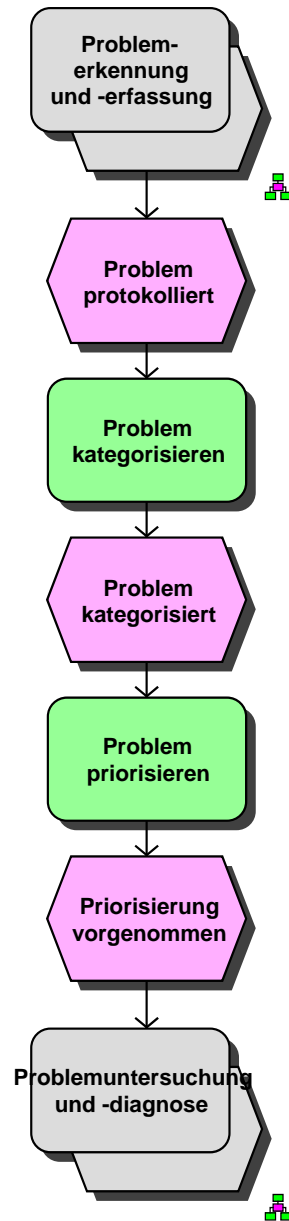 Problem-
erkennung
und -erfassung
Problem
protokolliert
Problem
kategorisieren
Problem
kategorisiert
Problem
priorisieren
Priorisierung
vorgenommen
Problemuntersuchung
und -diagnose